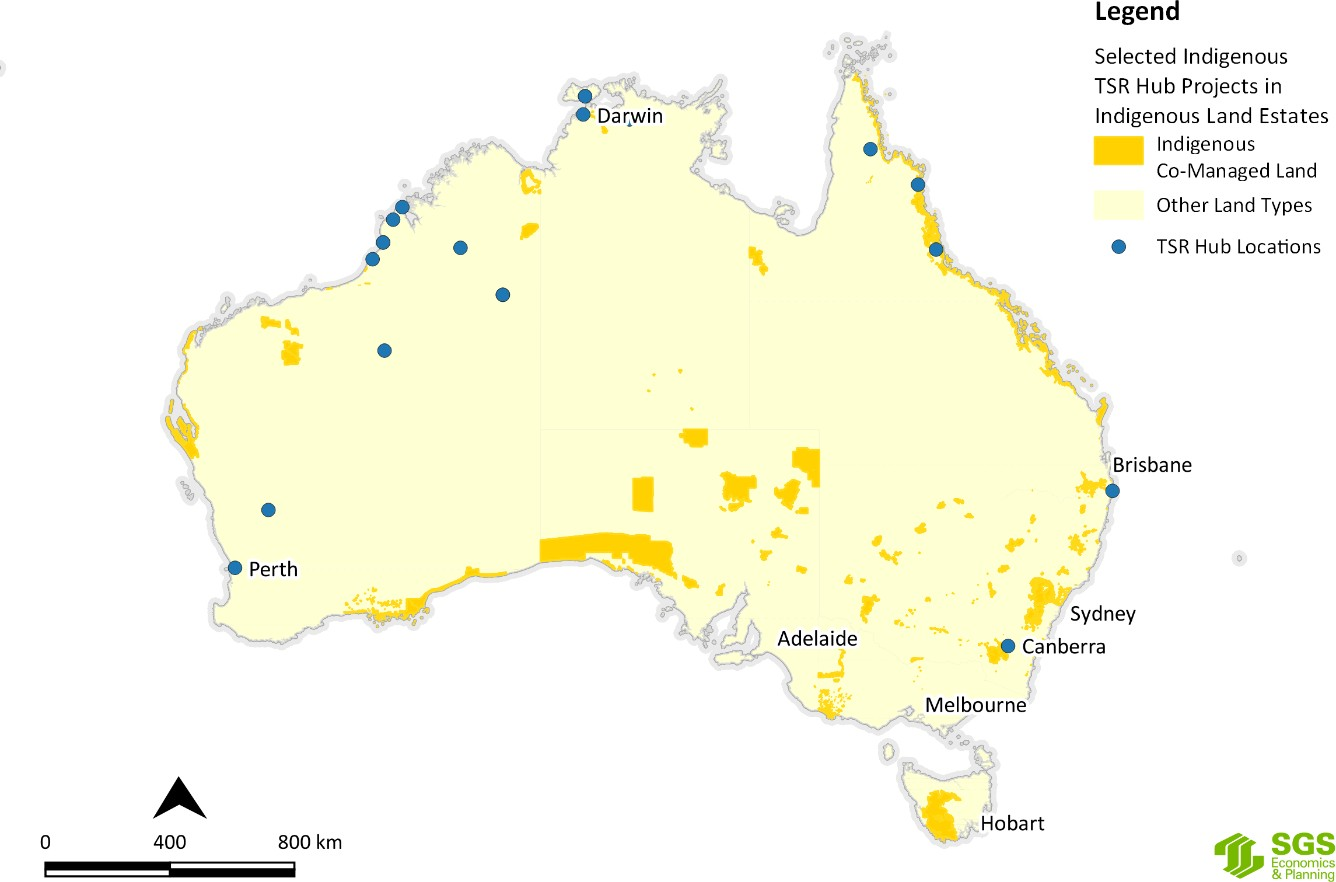 Legend
Selected Indigenous
TSR Hub Projects in
Indigenous Land Estates
Indigenous
Co-Managed Land
Other Land Types
TSR Hub Locations
Darwin
Brisbane
Perth
Sydney
Adelaide
Canberra
Melbourne
Hobart
0 400 800 km
SGS
Economics
& Planning